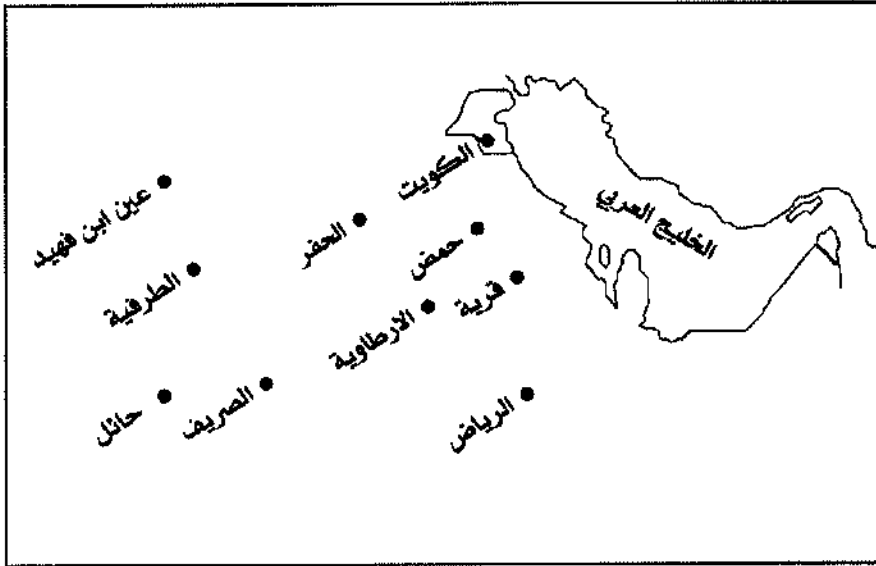 الكويت
عين ابن فهيد
الحفر
الخليج العربي
حمض
الطرفية
قرية
الارطاوية
حائل
الصريف
الرياض